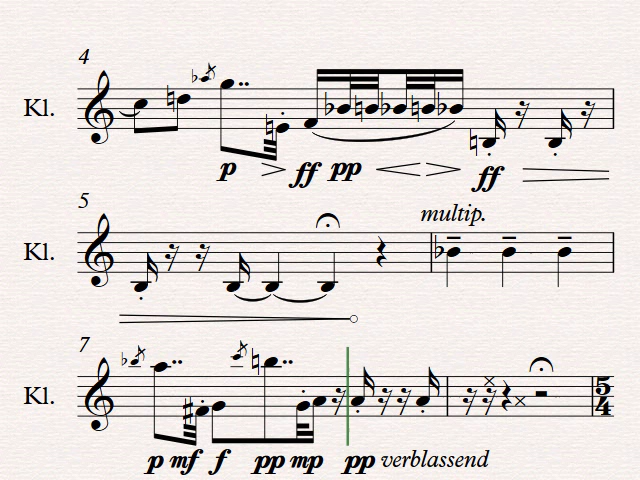 4
Kl.
p ff pp ff
5
multip.
Kl.
7
Kl.
5
4
p mf f pp mp pp verblassend